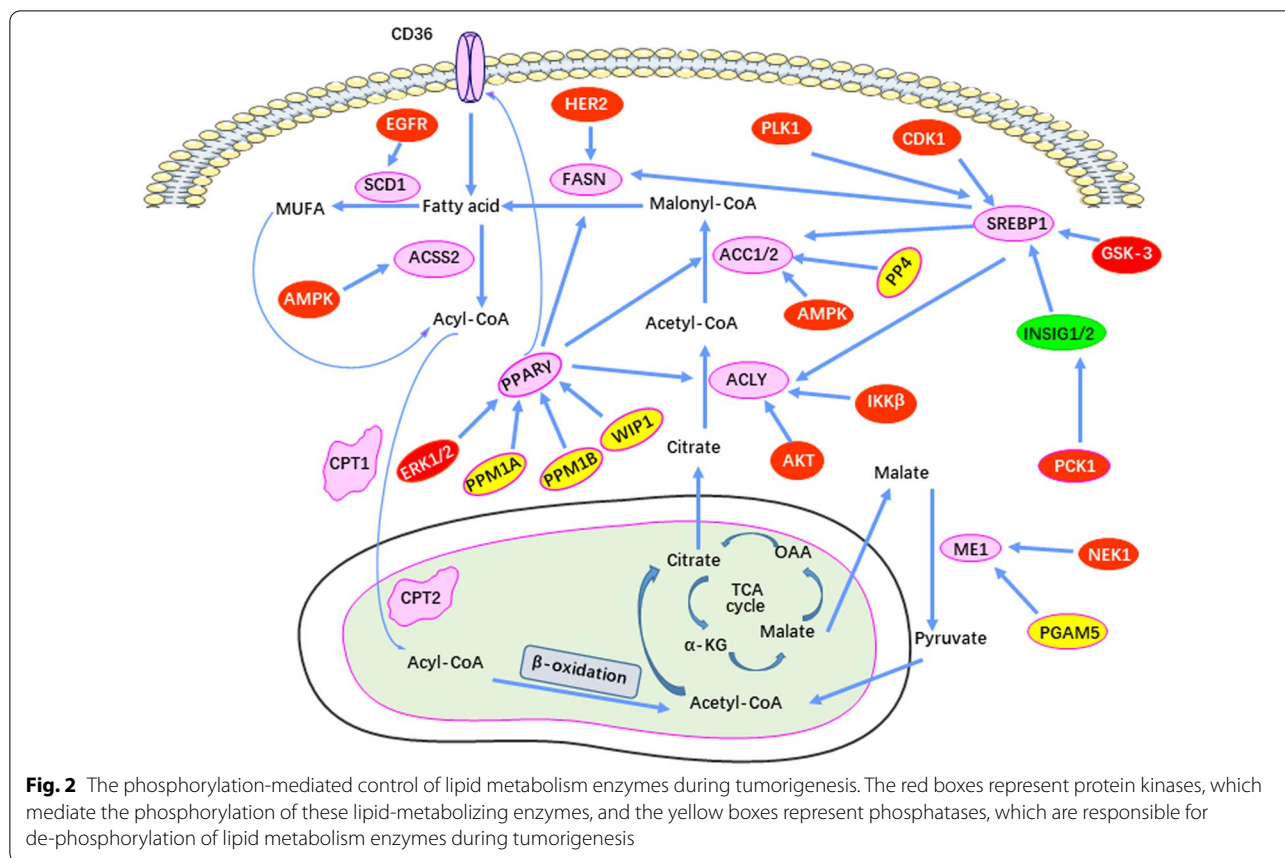 CD36
EGFR
HER2
PLK1
CDK1
SCD1
FASN
MUFA
Fatty acid
Malonyl-CoA
SREBP1
ACSS2
ACC1/2
PP4
GSK-3
AMPK
AMPK
Acyl-CoA
Acetyl-CoA
INSIG1/2
PPARγ
ACLY
IKKβ
WIP1
ERK1/2
PPM1A
PPM1B
Citrate
AKT
CPT1
PCK1
Malate
ME1
NEK1
Citrate
OAA
TCA
cycle
CPT2
α-KG
Malate
Pyruvate
PGAM5
Acyl-CoA
β-oxidation
Acetyl-CoA
Fig. 2 The phosphorylation-mediated control of lipid metabolism enzymes during tumorigenesis. The red boxes represent protein kinases, which
mediate the phosphorylation of these lipid-metabolizing enzymes, and the yellow boxes represent phosphatases, which are responsible for
de-phosphorylation of lipid metabolism enzymes during tumorigenesis